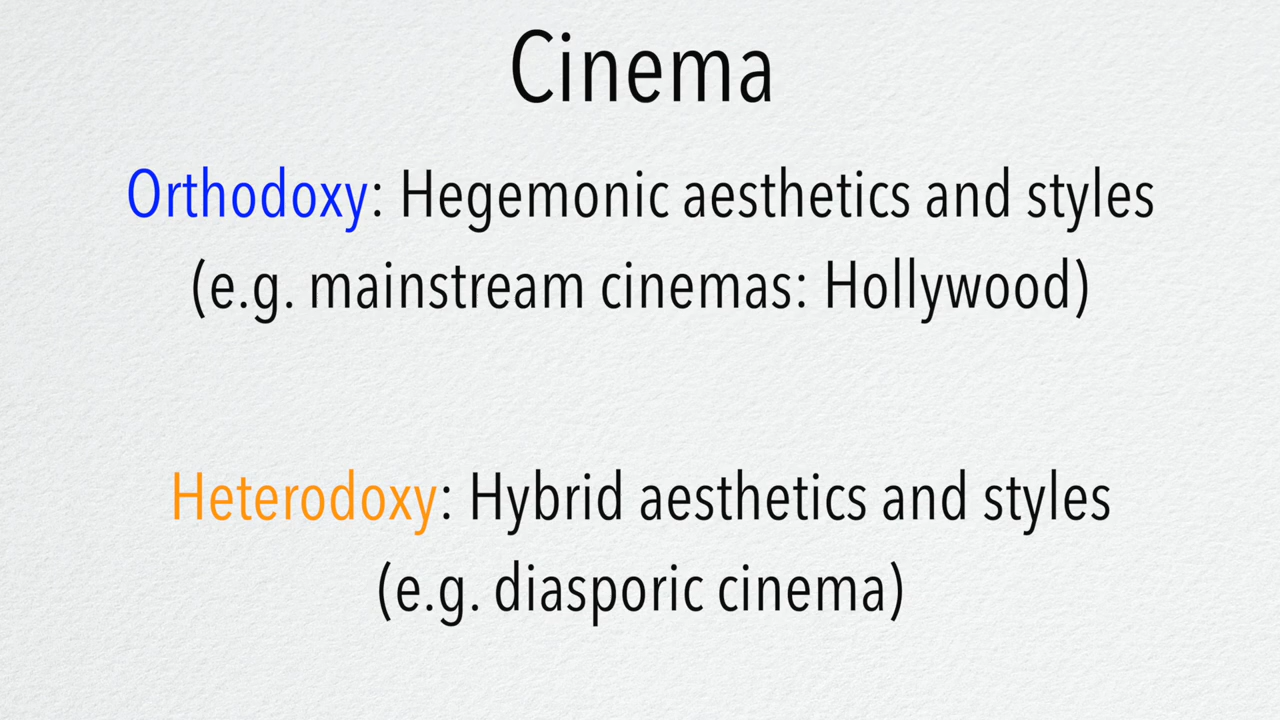 Cinema
Orthodoxy: Hegemonic aesthetics and styles
(e.g. mainstream cinemas: Hollywood)
Heterodoxy: Hybrid aesthetics and styles
(e.g. diasporic cinema)